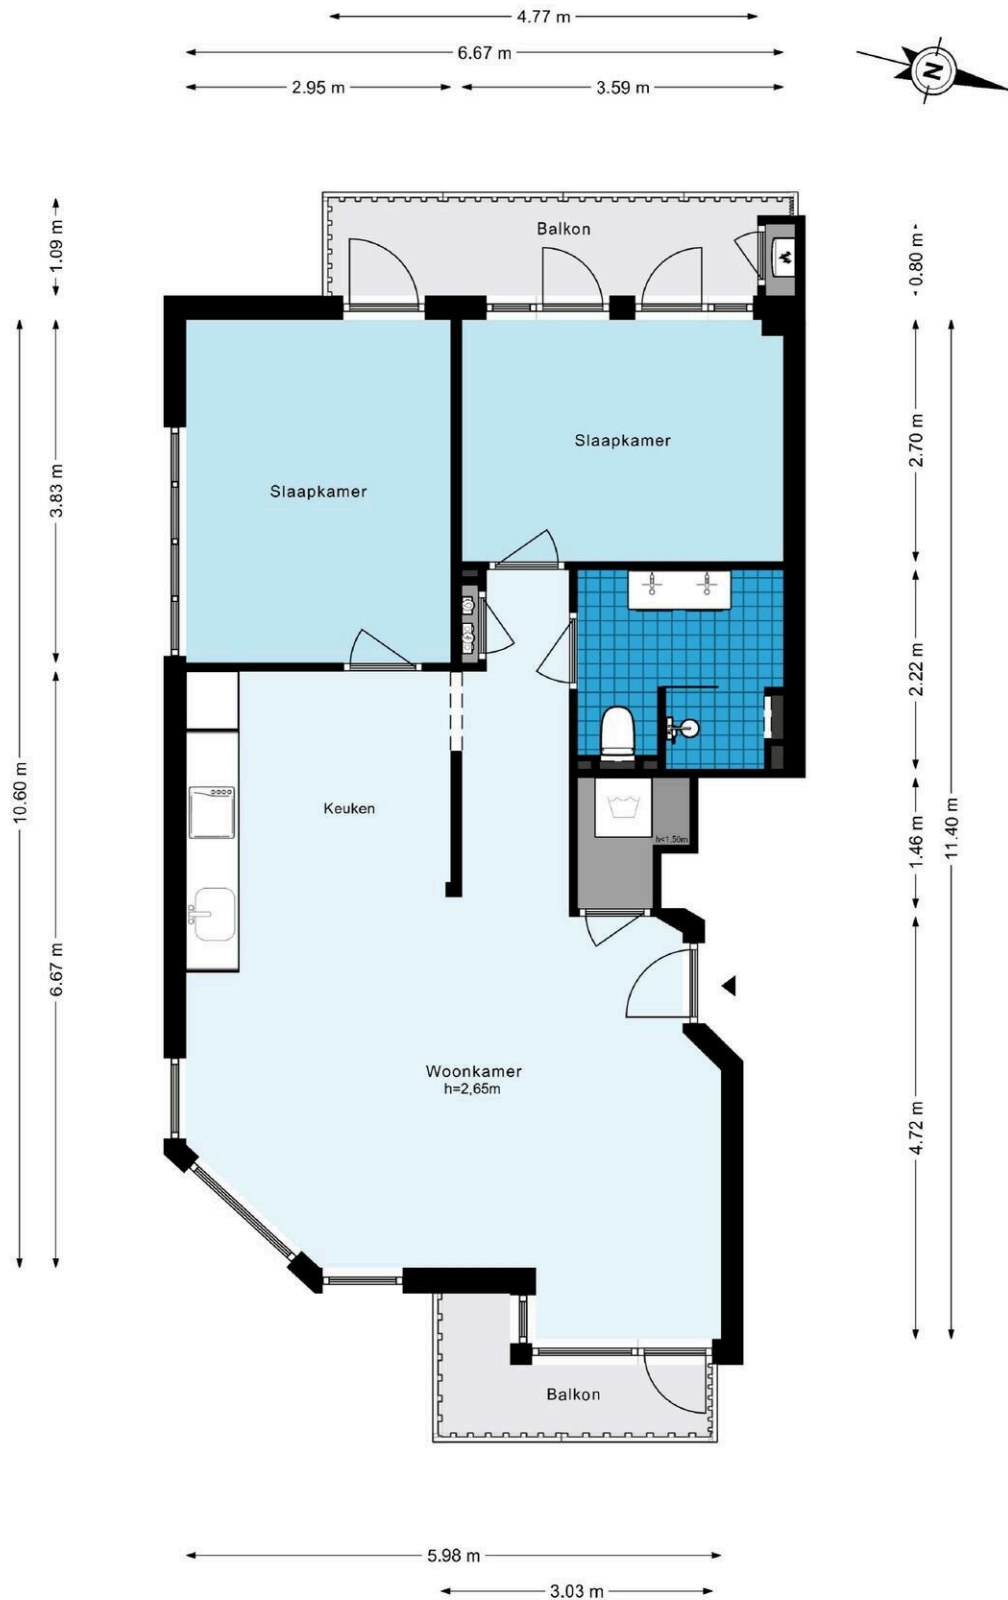 4.77 m
6.67 m
2.95 m
3.59 m
N
1.09 m
0.80 m
Balkon
Slaapkamer
Slaapkamer
3.83 m
2.70 m
2.22 m
10.60 m
Keuken
h<1.50m
1.46 m
11.40 m
6.67 m
Woonkamer
h=2,65m
4.72 m
Balkon
5.98 m
3.03 m